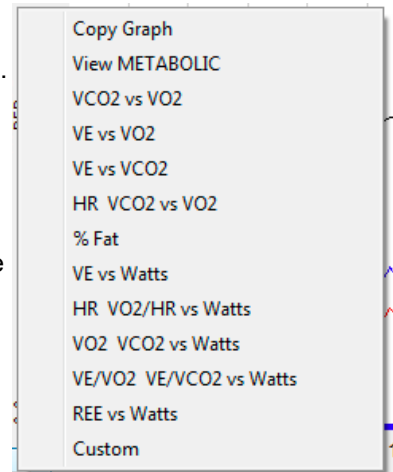 Copy Graph
View METABOLIC
VCO2 vs VO2
VE vs VO2
VE vs VCO2
HR  VCO2 vs VO2
% Fat
VE vs Watts
HR  VO2/HR vs Watts
VO2  VCO2 vs Watts
VE/VO2  VE/VCO2 vs Watts
REE vs Watts
Custom